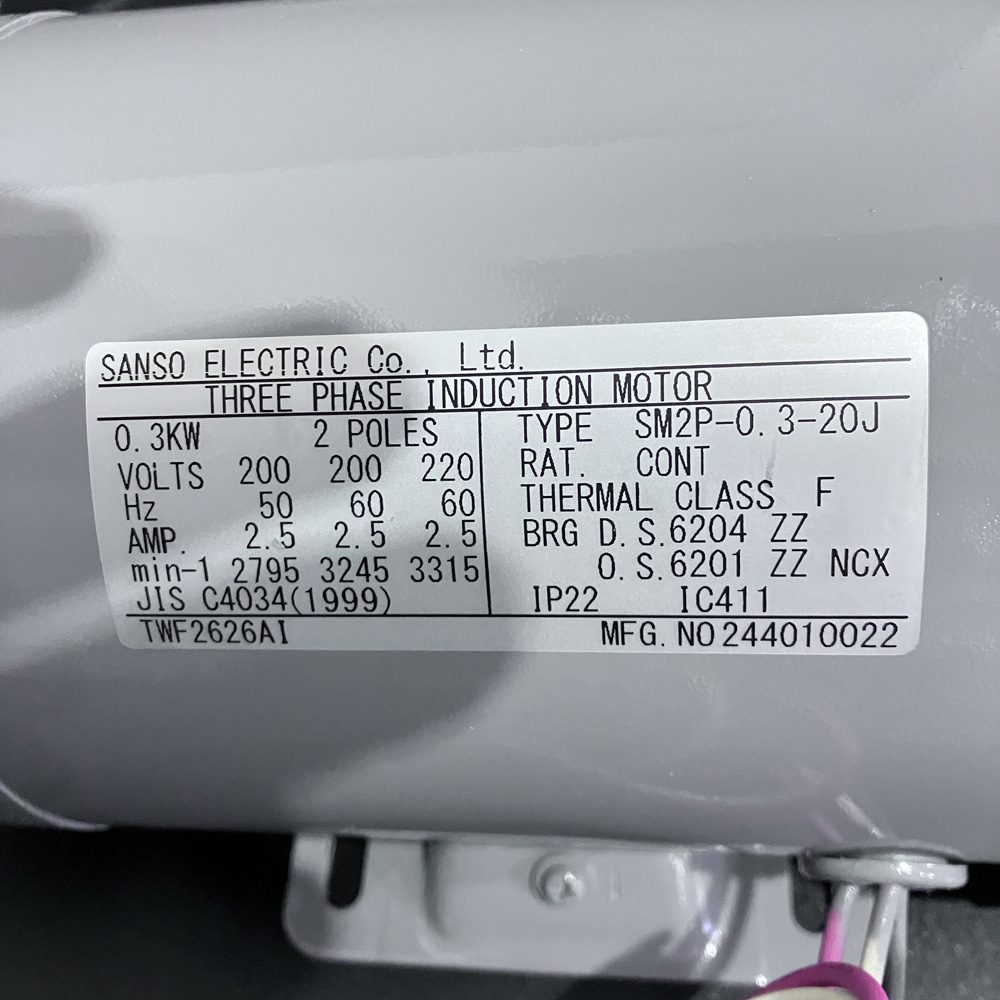 SANSO ELECTRIC Co., Ltd.
THREE PHASE INDUCTION MOTOR
0.3KW 2 POLES
VOLTS 200 200 220
Hz 50 60 60
AMP. 2.5 2.5 2.5
min-1 2795 3245 3315
JIS C4034(1999)
TYPE SM2P-0.3-20J
RAT. CONT
THERMAL CLASS F
BRG D.S.6204 ZZ
O.S.6201 ZZ NCX
IP22 IC411
TWF2626AI MFG.NO244010022